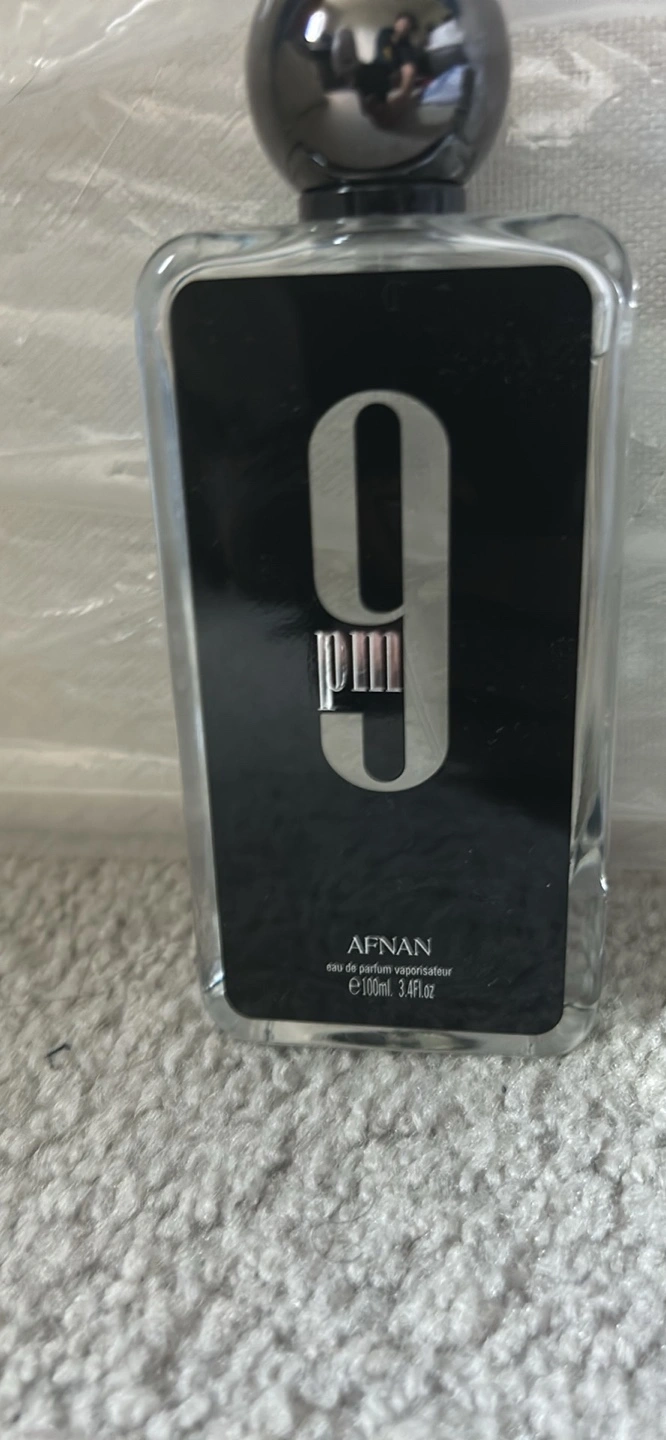 9
pm
AFNAN
eau de parfum vaporisateur
℮100ml. 3.4Fl.oz